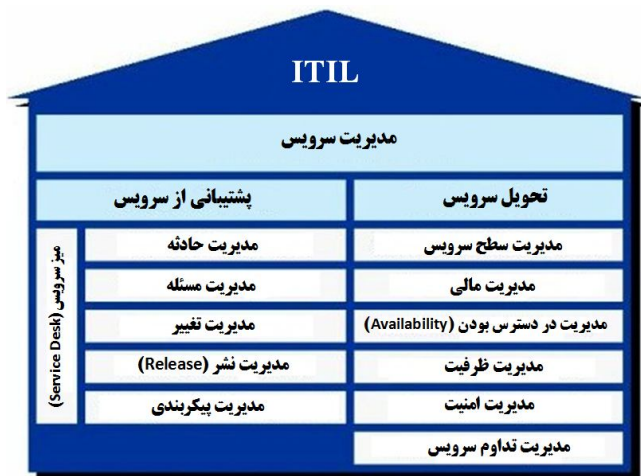 ITIL
مدیریت سرویس
تحویل سرویس
پشتیبانی از سرویس
مدیریت سطح سرویس
مدیریت مالی
مدیریت در دسترس بودن (Availability)
مدیریت ظرفیت
مدیریت امنیت
مدیریت تداوم سرویس
مدیریت حادثه
مدیریت مسئله
مدیریت تغییر
مدیریت نشر (Release)
مدیریت پیکربندی
میز سرویس (Service Desk)